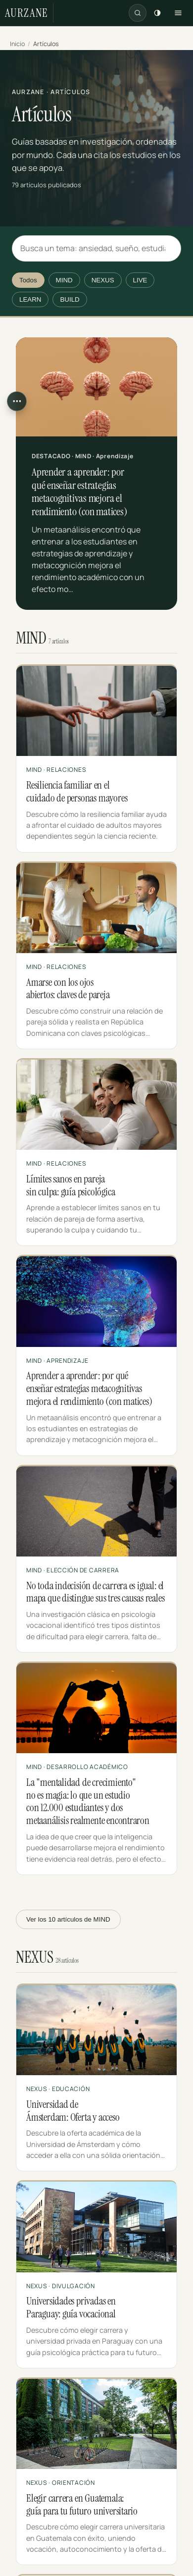 AURZANE
Inicio / Artículos
AURZANE · ARTÍCULOS
Artículos
Guías basadas en investigación, ordenadas
por mundo. Cada una cita los estudios en los
que se apoya.
79 artículos publicados
Busca un tema: ansiedad, sueño, estudi
Todos
MIND
NEXUS
LIVE
LEARN
BUILD
DESTACADO · MIND · Aprendizaje
Aprender a aprender: por
qué enseñar estrategias
metacognitivas mejora el
rendimiento (con matices)
Un metaanálisis encontró que
entrenar a los estudiantes en
estrategias de aprendizaje y
metacognición mejora el
rendimiento académico con un
efecto mo…
MIND 7 artículos
MIND · RELACIONES
Resiliencia familiar en el
cuidado de personas mayores
Descubre cómo la resiliencia familiar ayuda
a afrontar el cuidado de adultos mayores
dependientes según la ciencia reciente.
MIND · RELACIONES
Amarse con los ojos
abiertos: claves de pareja
Descubre cómo construir una relación de
pareja sólida y realista en República
Dominicana con claves psicológicas…
MIND · RELACIONES
Límites sanos en pareja
sin culpa: guía psicológica
Aprende a establecer límites sanos en tu
relación de pareja de forma asertiva,
superando la culpa y cuidando tu…
MIND · APRENDIZAJE
Aprender a aprender: por qué
enseñar estrategias metacognitivas
mejora el rendimiento (con matices)
Un metaanálisis encontró que entrenar a
los estudiantes en estrategias de
aprendizaje y metacognición mejora el…
MIND · ELECCIÓN DE CARRERA
No toda indecisión de carrera es igual: el
mapa que distingue sus tres causas reales
Una investigación clásica en psicología
vocacional identificó tres tipos distintos
de dificultad para elegir carrera, falta de…
MIND · DESARROLLO ACADÉMICO
La "mentalidad de crecimiento"
no es magia: lo que un estudio
con 12.000 estudiantes y dos
metaanálisis realmente encontraron
La idea de que creer que la inteligencia
puede desarrollarse mejora el rendimiento
tiene evidencia real detrás, pero el efecto…
Ver los 10 artículos de MIND
NEXUS 29 artículos
NEXUS · EDUCACIÓN
Universidad de
Ámsterdam: Oferta y acceso
Descubre la oferta académica de la
Universidad de Ámsterdam y cómo
acceder a ella con una sólida orientación…
NEXUS · DIVULGACIÓN
Universidades privadas en
Paraguay: guía vocacional
Descubre cómo elegir carrera y
universidad privada en Paraguay con una
guía psicológica práctica para tu futuro…
NEXUS · ORIENTACIÓN
Elegir carrera en Guatemala:
guía para tu futuro universitario
Descubre cómo elegir carrera universitaria
en Guatemala con éxito, uniendo
vocación, autoconocimiento y la oferta d…